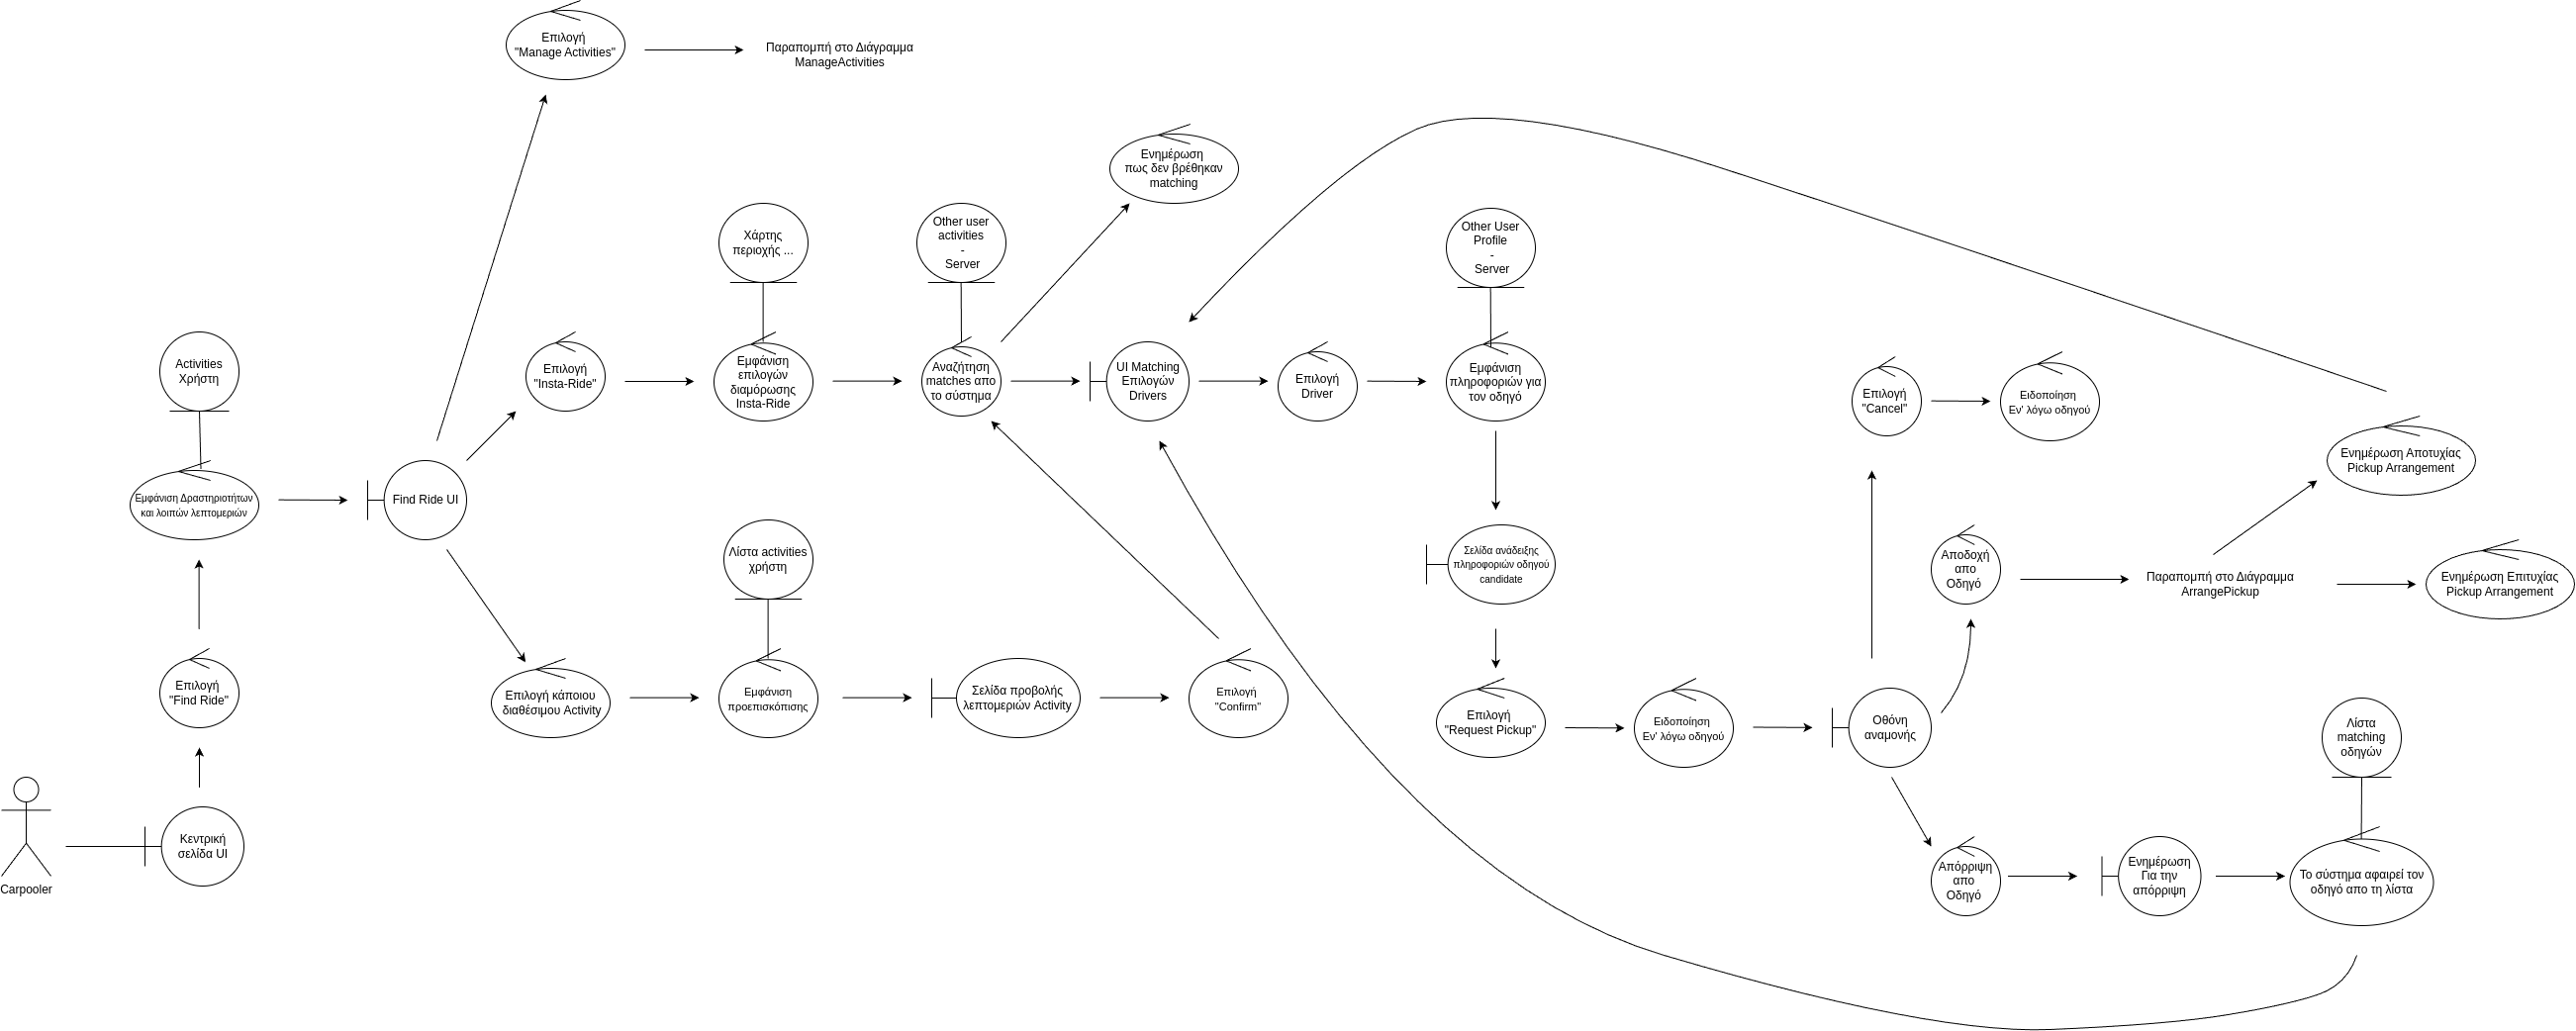 Επιλογή
"Manage Activities"
Παραπομπή στο Διάγραμμα
ManageActivities
Ενημέρωση
πως δεν βρέθηκαν
matching
Χάρτης
περιοχής ...
Other user
activities
-
Server
Other User
Profile
-
Server
Activities
Χρήστη
Επιλογή
"Insta-Ride"
Εμφάνιση
επιλογών
διαμόρωσης
Insta-Ride
Αναζήτηση
matches απο
το σύστημα
UI Matching
Επιλογών
Drivers
Επιλογή
Driver
Εμφάνιση
πληροφοριών για
τον οδηγό
Επιλογή
"Cancel"
Ειδοποίηση
Εν' λόγω οδηγού
Ενημέρωση Αποτυχίας
Pickup Arrangement
Εμφάνιση Δραστηριοτήτων
και λοιπών λεπτομεριών
Find Ride UI
Λίστα activities
χρήστη
Σελίδα ανάδειξης
πληροφοριών οδηγού
candidate
Αποδοχή
απο
Οδηγό
Παραπομπή στο Διάγραμμα
ArrangePickup
Ενημέρωση Επιτυχίας
Pickup Arrangement
Επιλογή
"Find Ride"
Επιλογή κάποιου
διαθέσιμου Activity
Εμφάνιση
προεπισκόπισης
Σελίδα προβολής
λεπτομεριών Activity
Επιλογή
"Confirm"
Επιλογή
"Request Pickup"
Ειδοποίηση
Εν' λόγω οδηγού
Οθόνη
αναμονής
Λίστα
matching
οδηγών
Carpooler
Κεντρική
σελίδα UI
Απόρριψη
απο
Οδηγό
Ενημέρωση
Για την
απόρριψη
Το σύστημα αφαιρεί τον
οδηγό απο τη λίστα